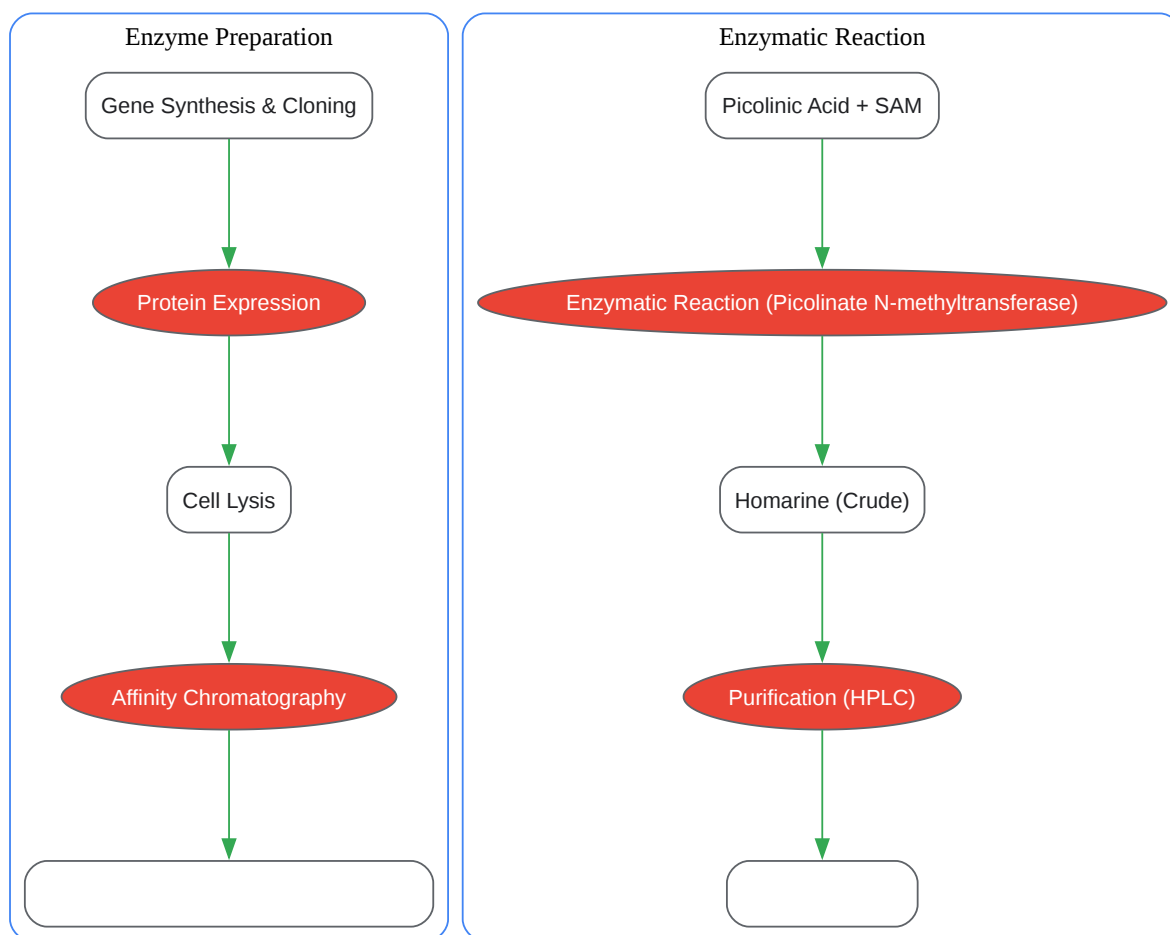 Enzyme Preparation
Gene Synthesis & Cloning
Protein Expression
Cell Lysis
Affinity Chromatography
Enzymatic Reaction
Picolinic Acid + SAM
Enzymatic Reaction (Picolinate N-methyltransferase)
Homarine (Crude)
Purification (HPLC)